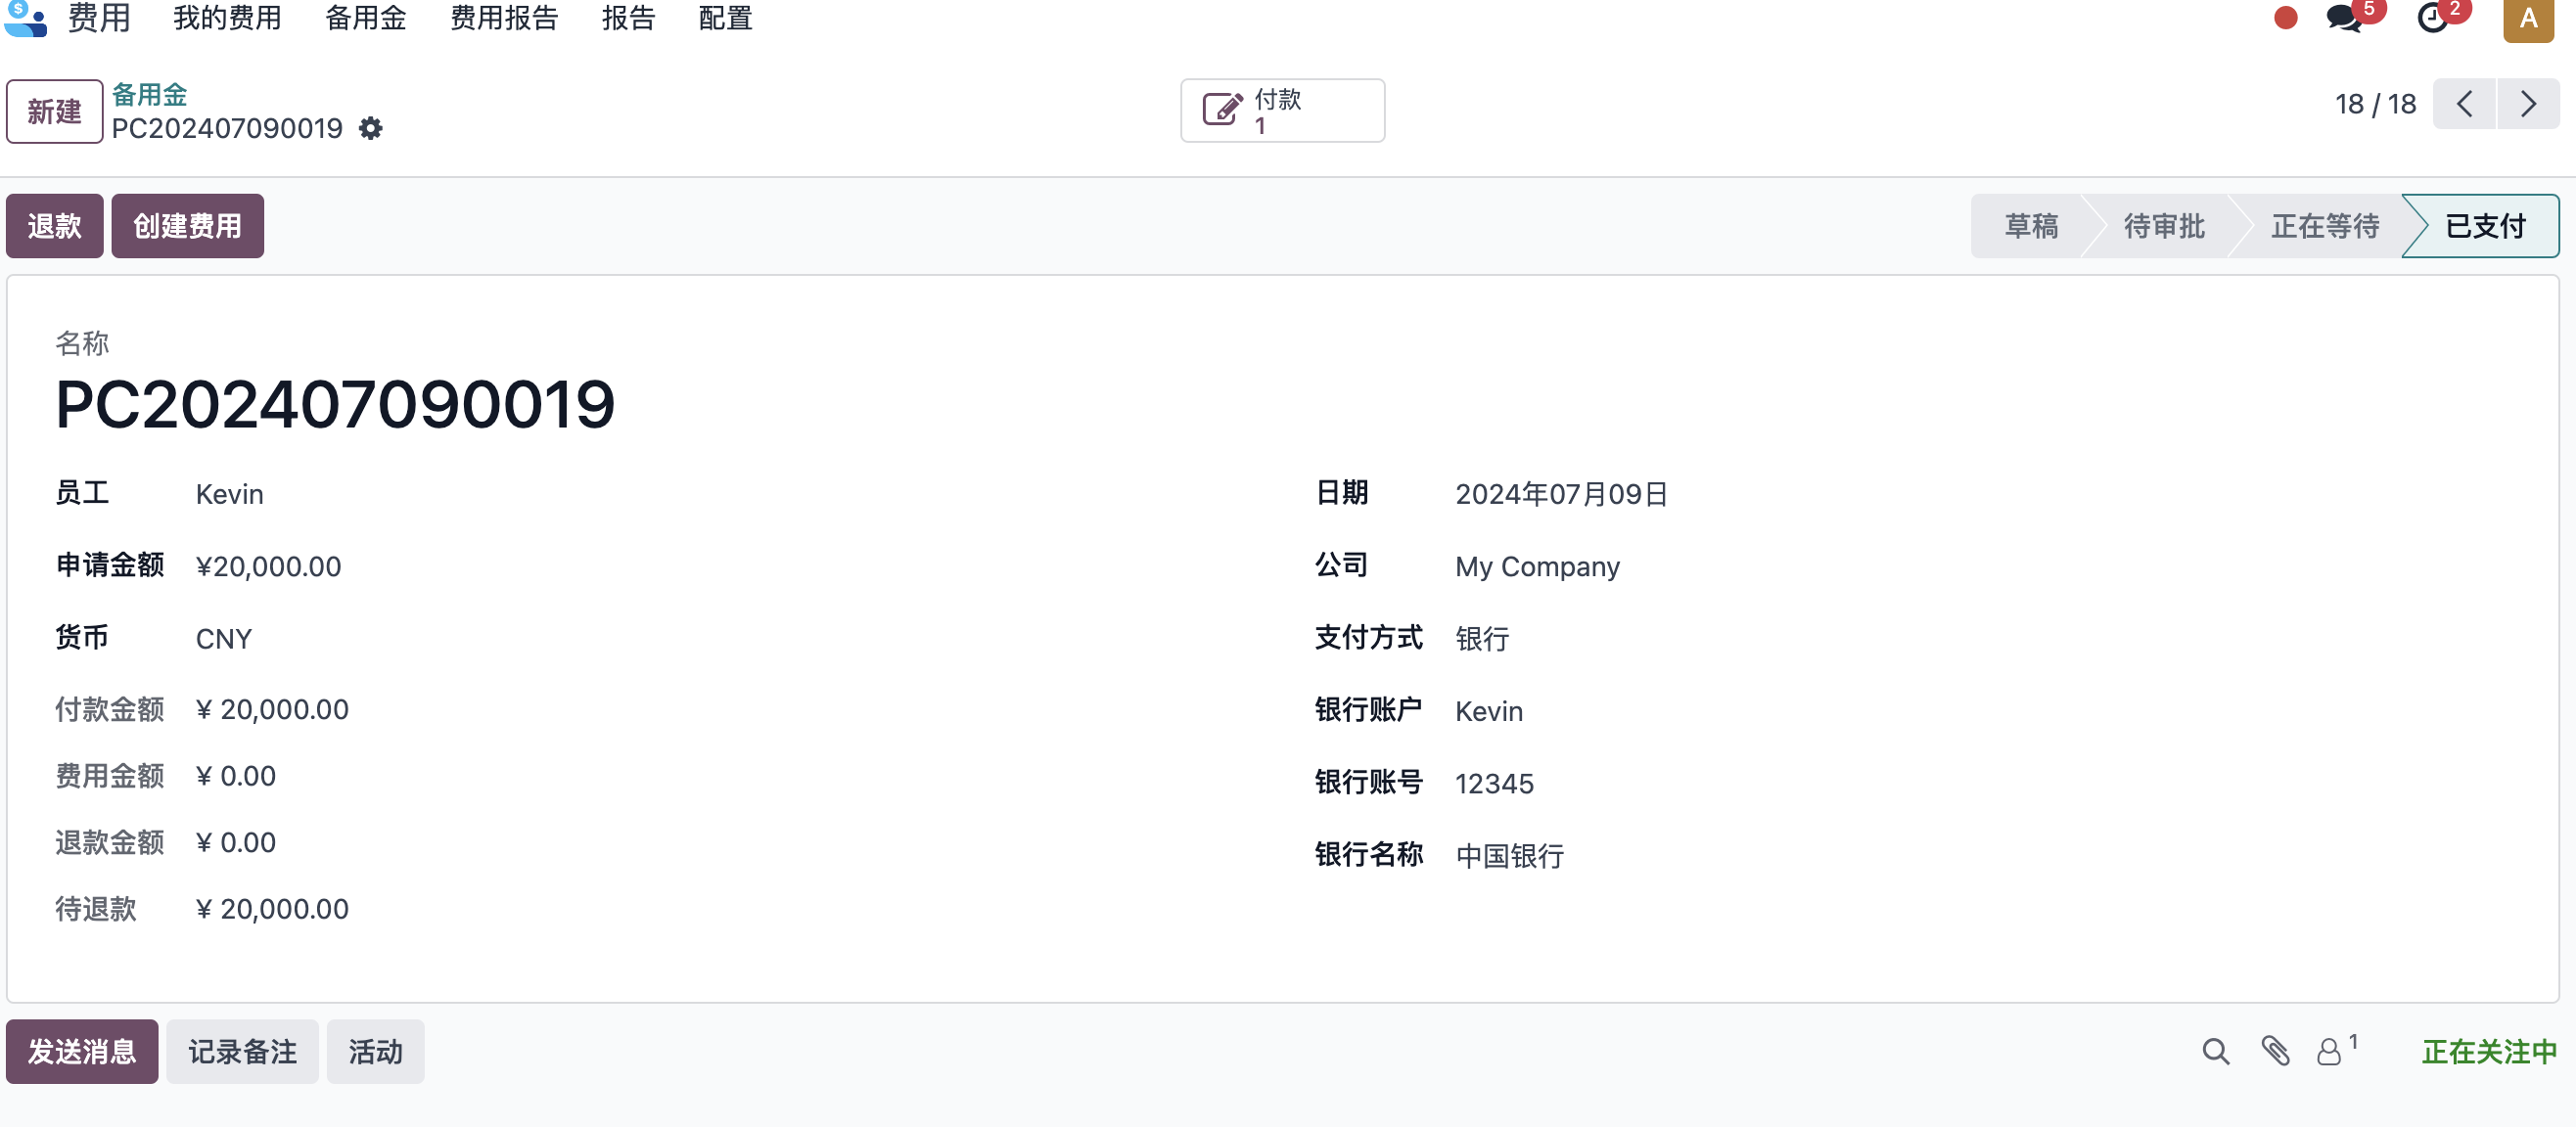 费用 我的费用 备用金 费用报告 报告 配置 5 2 A
新建 备用金 付款 18 / 18
PC202407090019 1
退款 创建费用 草稿 待审批 正在等待 已支付
名称
PC202407090019
员工 Kevin 日期 2024年07月09日
申请金额 ¥20,000.00 公司 My Company
货币 CNY 支付方式 银行
付款金额 ¥ 20,000.00 银行账户 Kevin
费用金额 ¥ 0.00 银行账号 12345
退款金额 ¥ 0.00 银行名称 中国银行
待退款 ¥ 20,000.00
发送消息 记录备注 活动 1 正在关注中